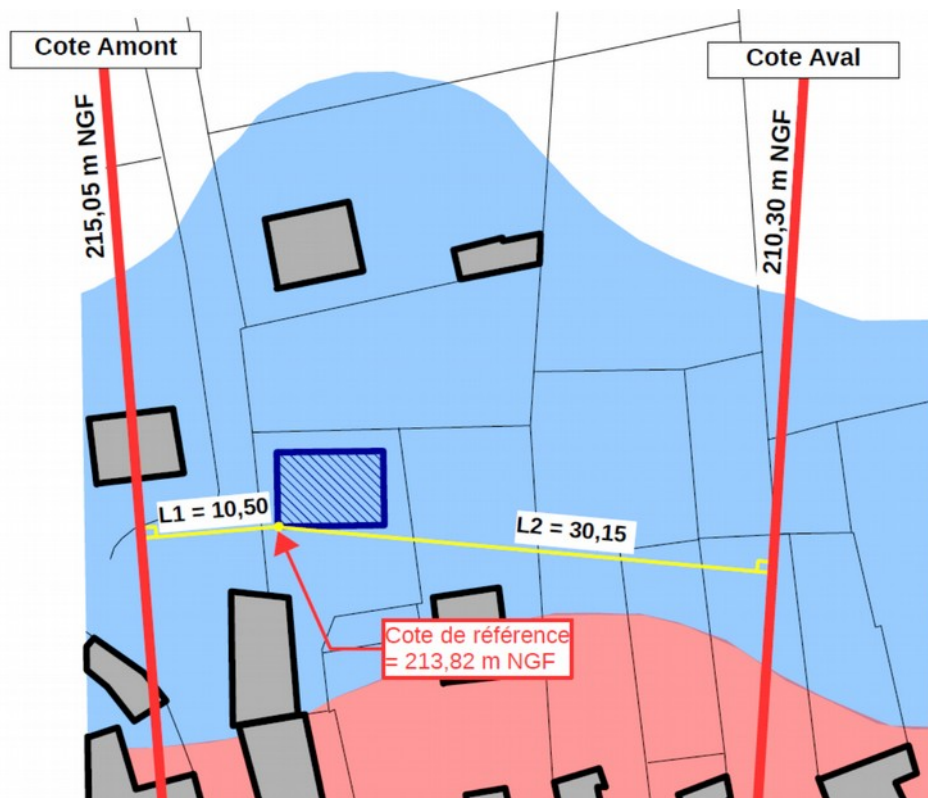 Cote Amont
Cote Aval
215,05 m NGF
210,30 m NGF
L1 = 10,50
L2 = 30,15
Cote de référence
= 213,82 m NGF